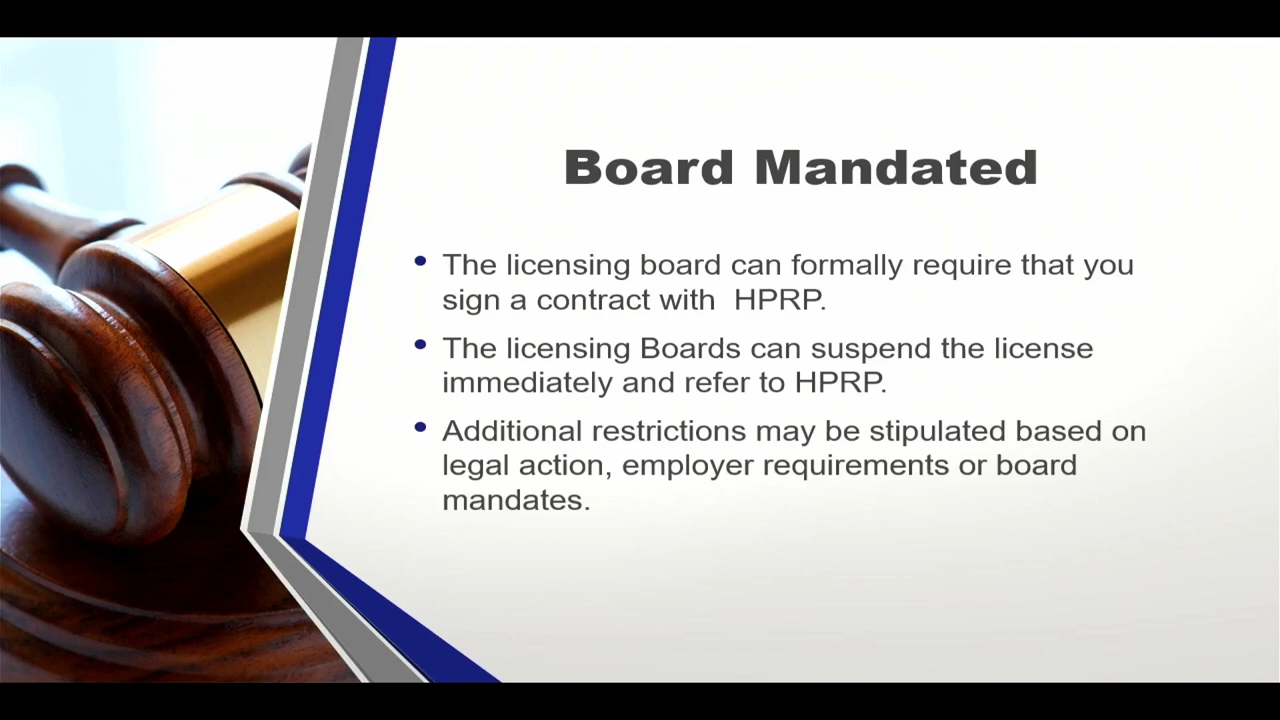 Board Mandated
• The licensing board can formally require that you
sign a contract with  HPRP.
• The licensing Boards can suspend the license
immediately and refer to HPRP.
• Additional restrictions may be stipulated based on
legal action, employer requirements or board
mandates.